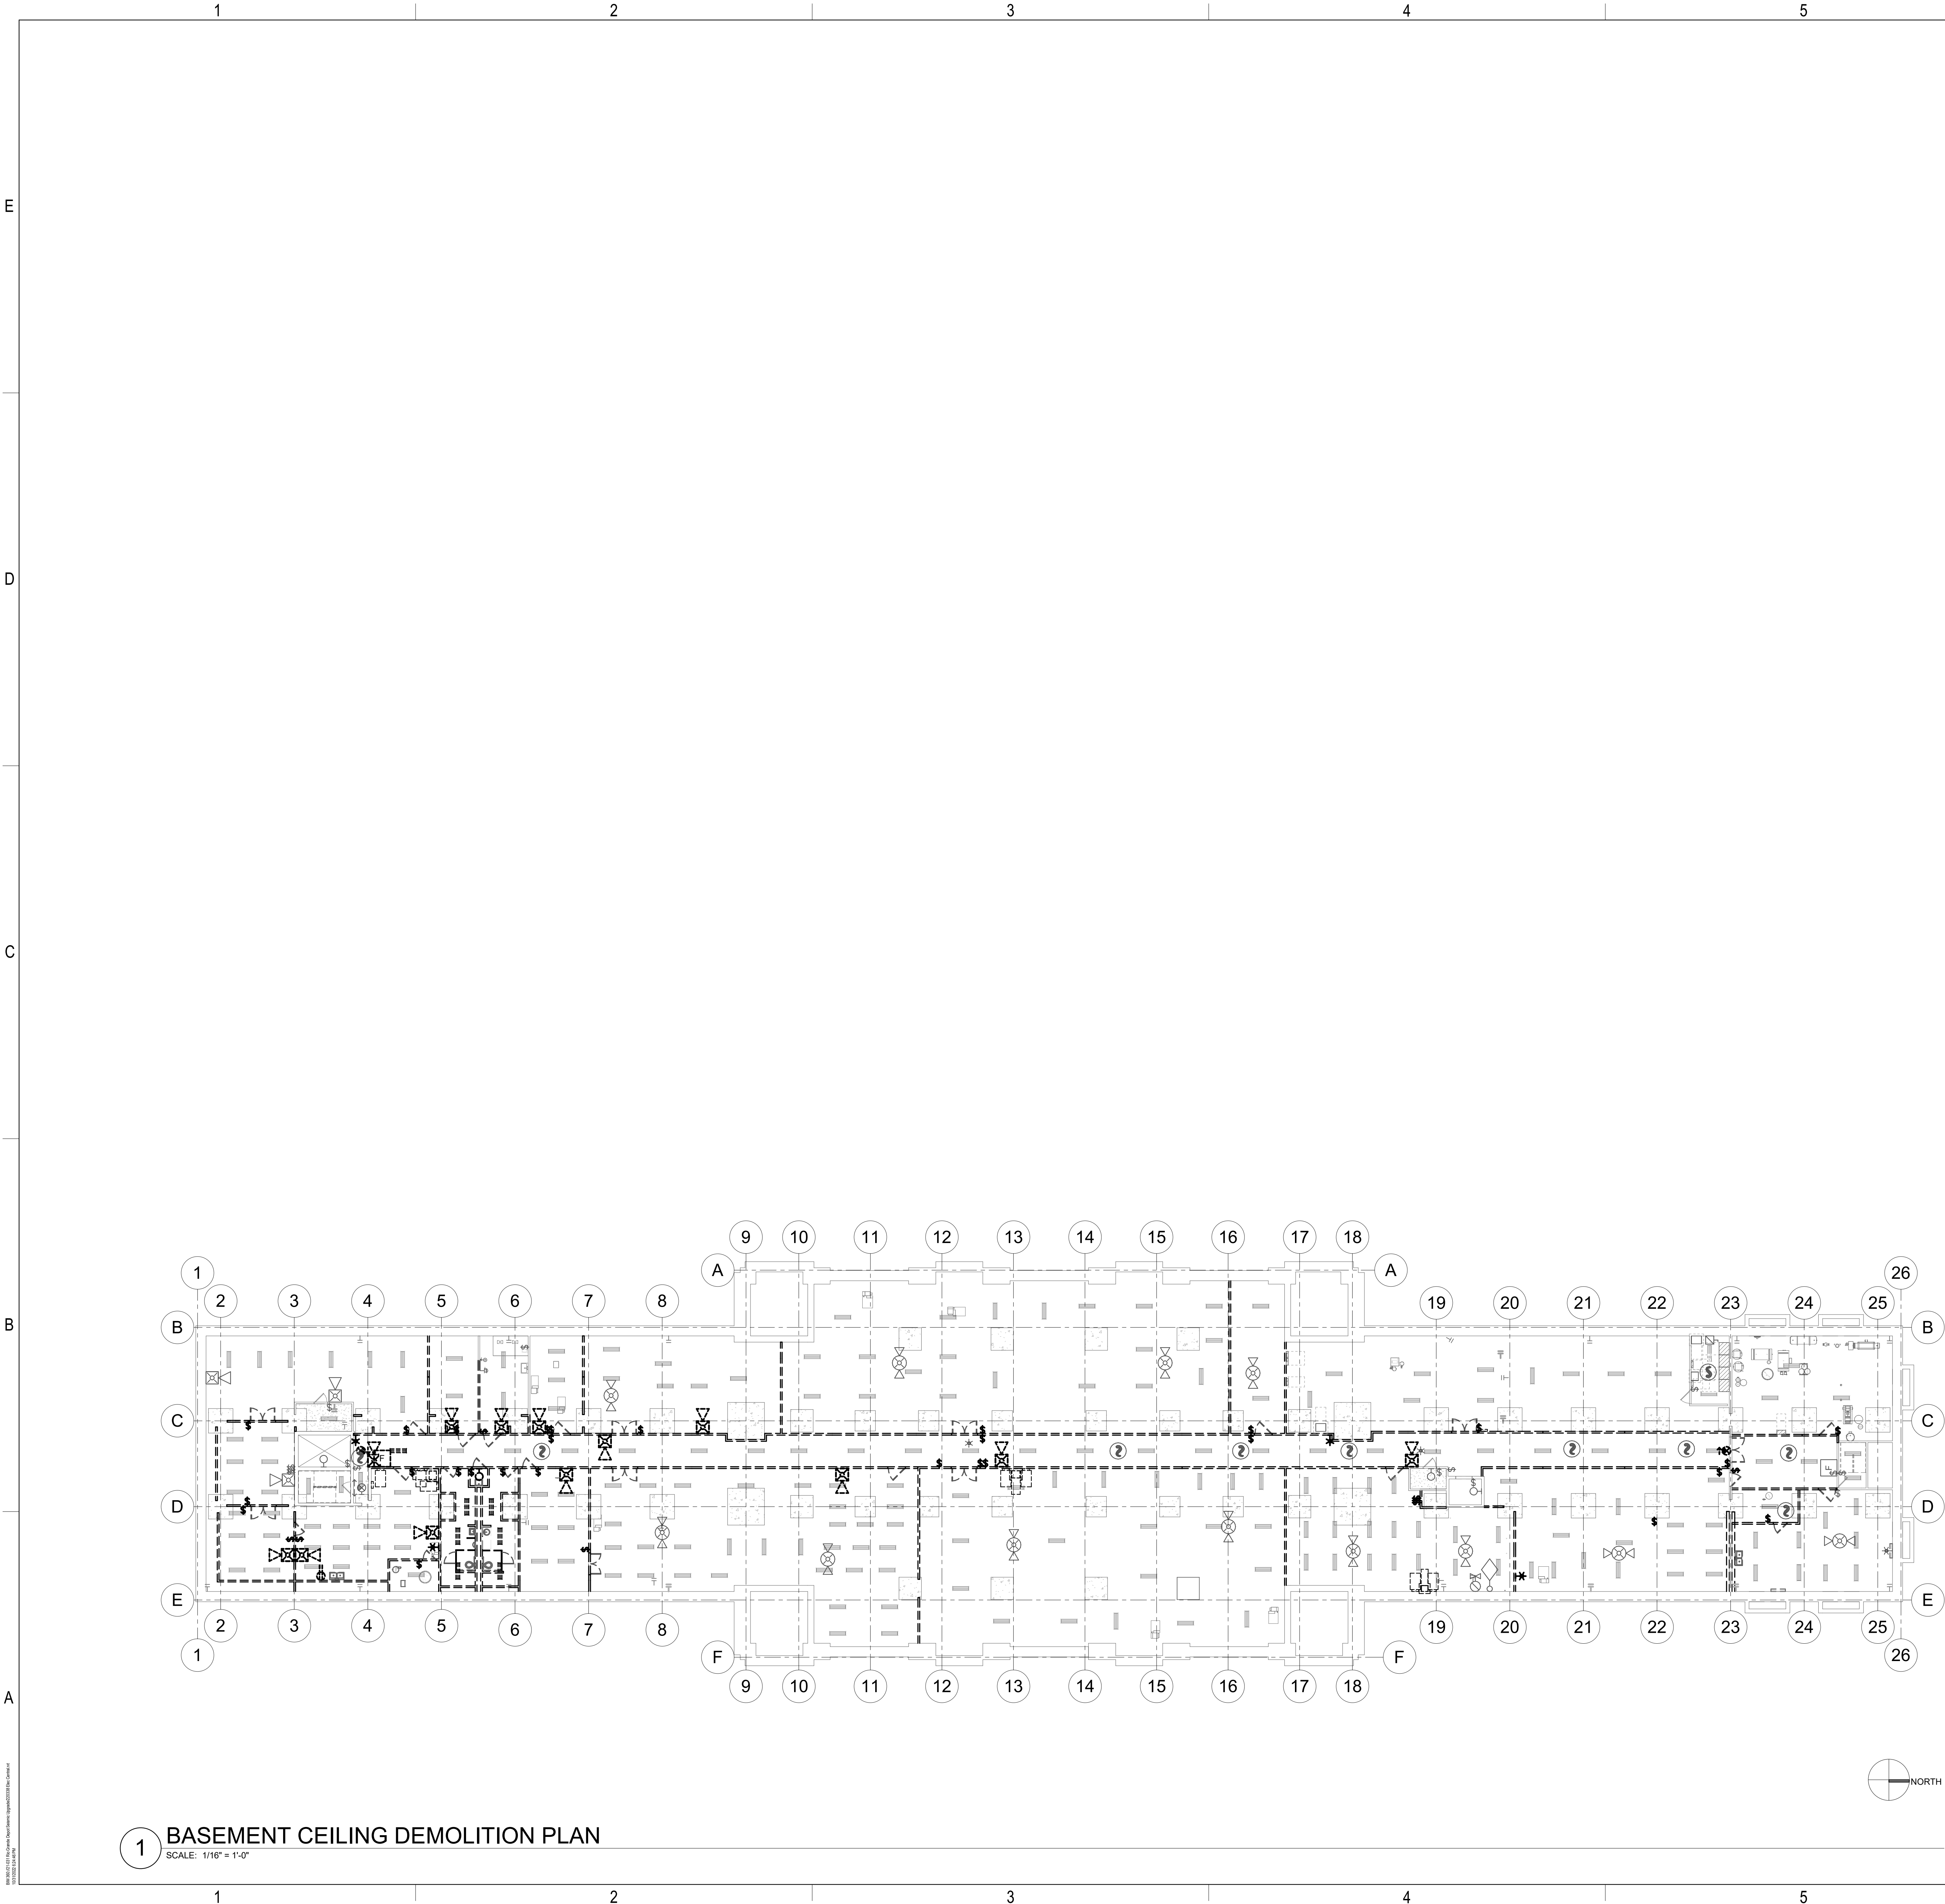 1 2 3 4 5
E
D
C
B
A
9 10 11 12 13 14 15 16 17 18
A A
1 26
2 3 4 5 6 7 8 19 20 21 22 23 24 25
B B
C C
D D
E E
2 3 4 5 6 7 8 19 20 21 22 23 24 25
1 26
F F
9 10 11 12 13 14 15 16 17 18
NORTH
1 BASEMENT CEILING DEMOLITION PLAN
SCALE: 1/16" = 1'-0"
1 2 3 4 5